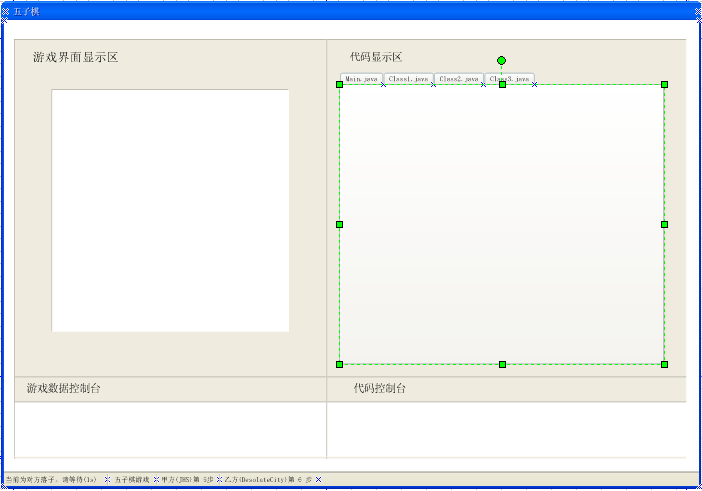 五子棋
游戏界面显示区
代码显示区
Main.java Class1.java Class2.java Class3.java
游戏数据控制台
代码控制台
当前为对方落子，请等待(1s) 五子棋游戏 甲方(JHS)第 5步 乙方(DesolateCity)第 6 步